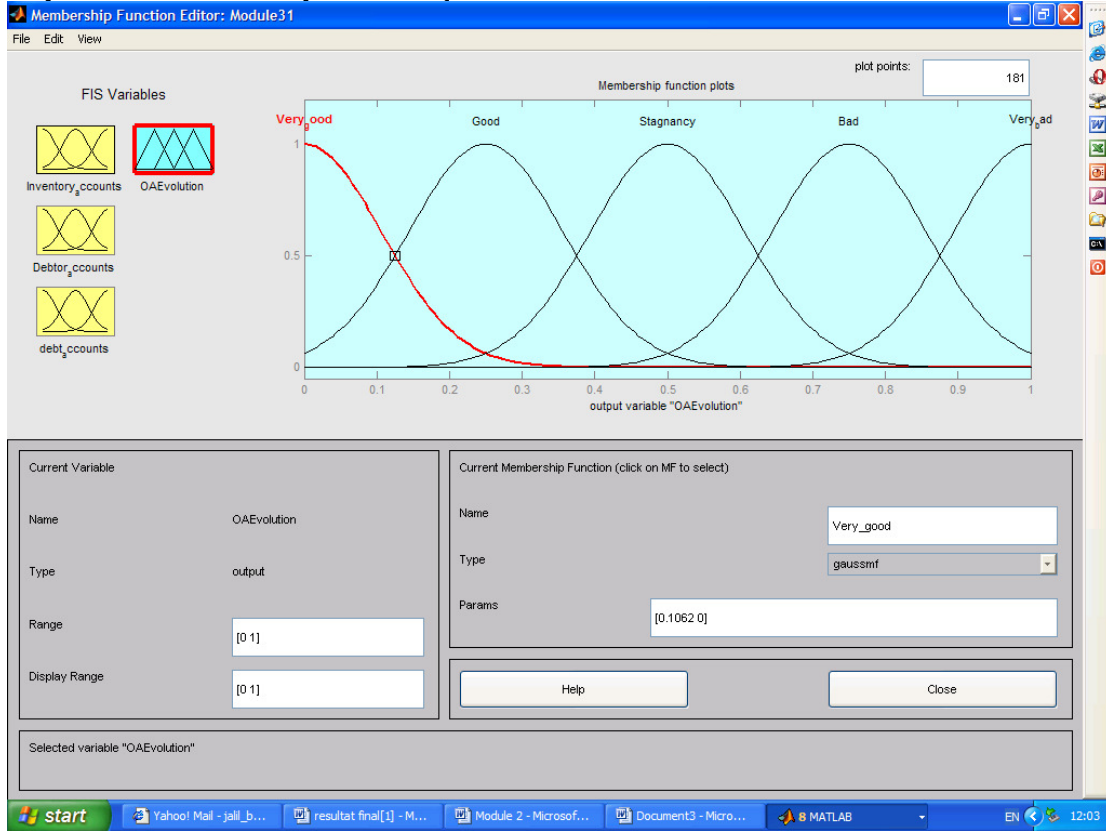 Membership Function Editor: Module31
File Edit View
FIS Variables
plot points:
181
Membership function plots
Very_good Good Stagnancy Bad Very_bad
1
0.5
0
0 0.1 0.2 0.3 0.4 0.5 0.6 0.7 0.8 0.9 1
output variable "OAEvolution"
Inventory_accounts OAEvolution
Debtor_accounts
debt_accounts
Current Variable
Name OAEvolution
Type output
Range [0 1]
Display Range [0 1]
Current Membership Function (click on MF to select)
Name Very_good
Type gaussmf
Params [0.1062 0]
Help Close
Selected variable "OAEvolution"
start Yahoo! Mail - jalil_b... resultat final[1] - M... Module 2 - Microsof... Document3 - Micro... 8 MATLAB EN 12:03